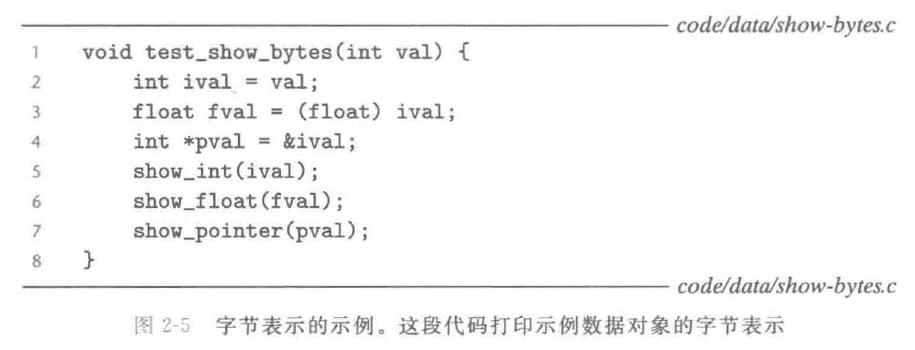 code/data/show-bytes.c
1 void test_show_bytes(int val) {
2 int ival = val;
3 float fval = (float) ival;
4 int *pval = &ival;
5 show_int(ival);
6 show_float(fval);
7 show_pointer(pval);
8 }
code/data/show-bytes.c
图 2-5 字节表示的示例。这段代码打印示例数据对象的字节表示